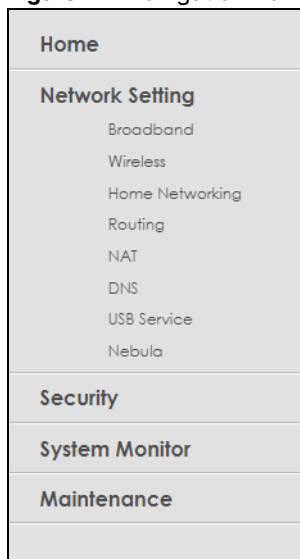 Home
Network Setting
Broadband
Wireless
Home Networking
Routing
NAT
DNS
USB Service
Nebula
Security
System Monitor
Maintenance